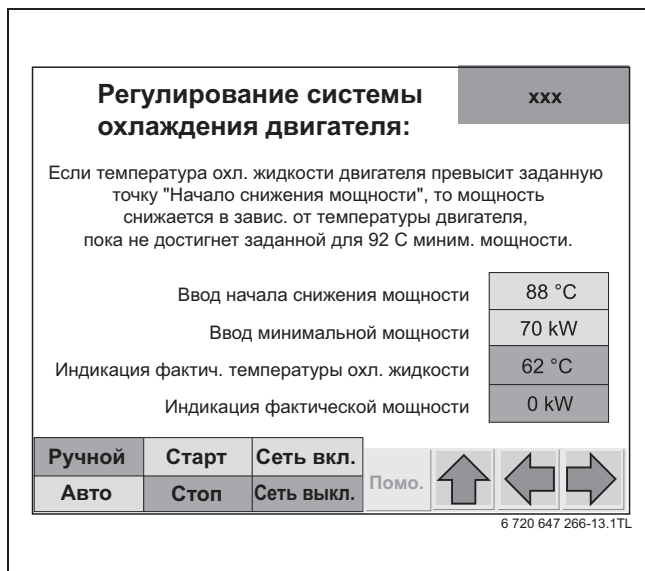 Регулирование системы
охлаждения двигателя:
xxx
Если температура охл. жидкости двигателя превысит заданную
точку "Начало снижения мощности", то мощность
снижается в завис. от температуры двигателя,
пока не достигнет заданной для 92 C миним. мощности.
Ввод начала снижения мощности 88 °C
Ввод минимальной мощности 70 kW
Индикация фактич. температуры охл. жидкости 62 °C
Индикация фактической мощности 0 kW
Ручной Старт Сеть вкл.
Помо.
Авто Стоп Сеть выкл.
6 720 647 266-13.1TL